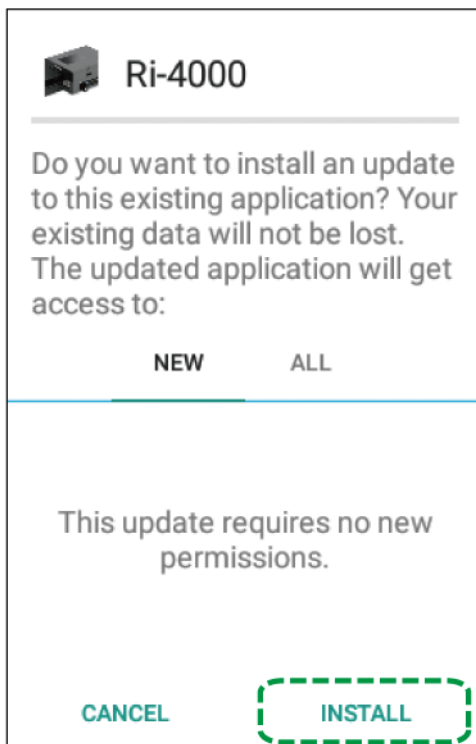 Ri-4000
Do you want to install an update
to this existing application? Your
existing data will not be lost.
The updated application will get
access to:
NEW ALL
This update requires no new
permissions.
CANCEL INSTALL